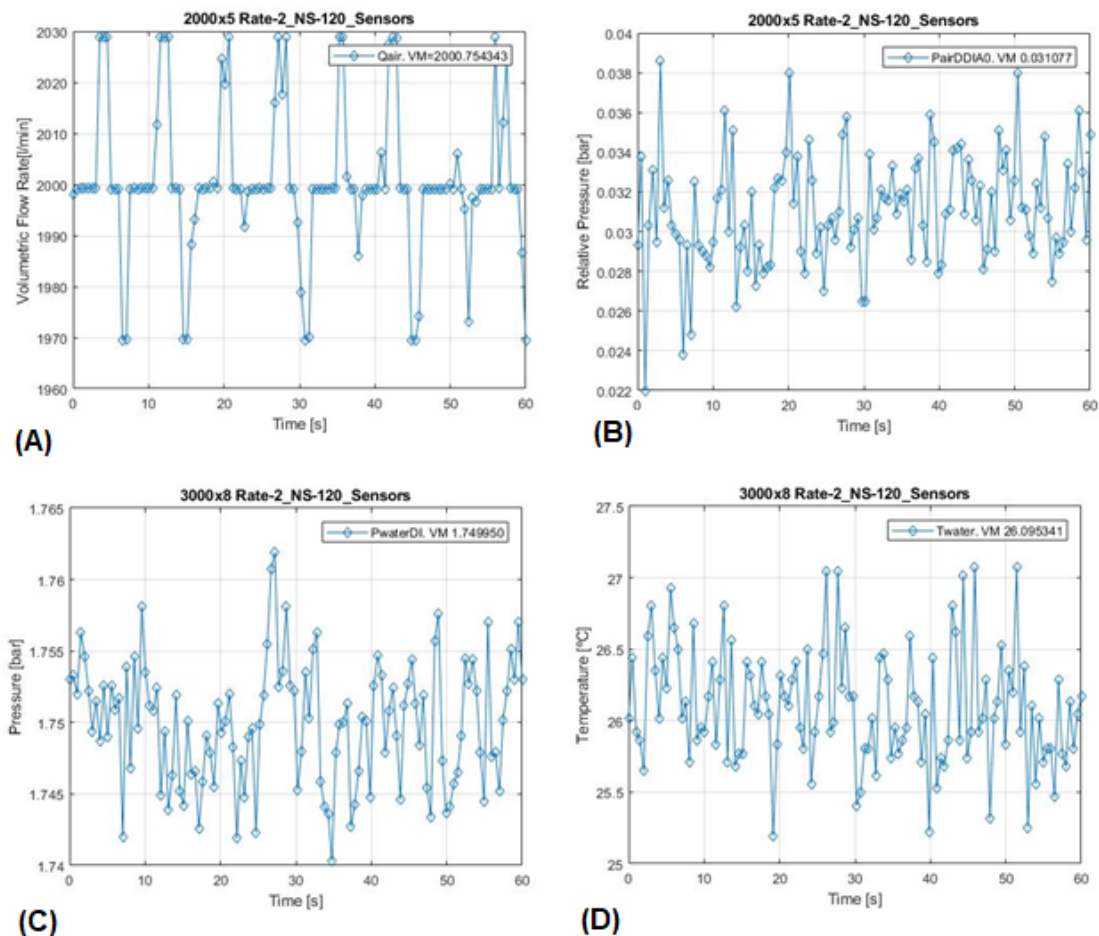 2000x5 Rate-2_NS-120_Sensors
2030
2020
2010
2000
1990
1980
1970
1960
Volumetric Flow Rate[l/min]
Qair. VM=2000.754343
0 10 20 30 40 50 60
Time [s]
(A)
2000x5 Rate-2_NS-120_Sensors
0.04
0.038
0.036
0.034
0.032
0.03
0.028
0.026
0.024
0.022
Relative Pressure [bar]
PairDDIA0. VM 0.031077
0 10 20 30 40 50 60
Time [s]
(B)
3000x8 Rate-2_NS-120_Sensors
1.765
1.76
1.755
1.75
1.745
1.74
Pressure [bar]
PwaterDI. VM 1.749950
0 10 20 30 40 50 60
Time [s]
(C)
3000x8 Rate-2_NS-120_Sensors
27.5
27
26.5
26
25.5
25
Temperature [ºC]
Twater. VM 26.095341
0 10 20 30 40 50 60
Time [s]
(D)